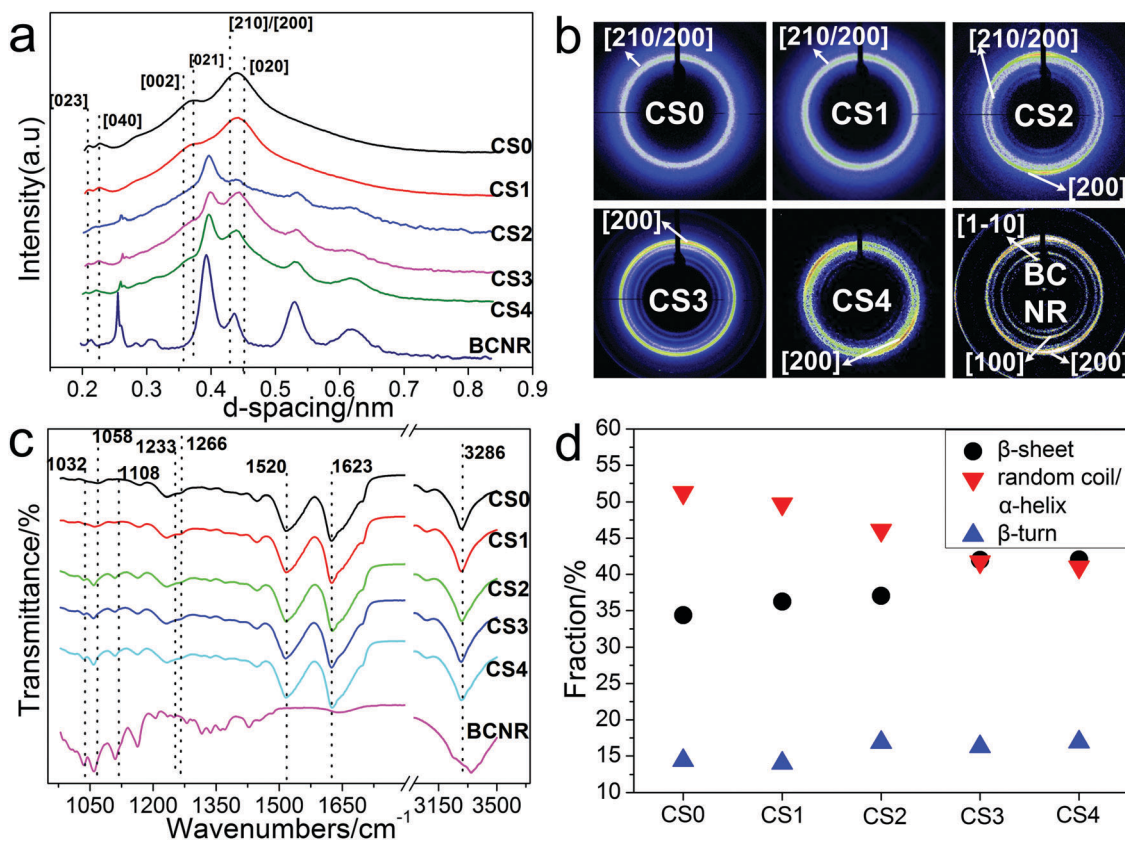 a
[210]/[200]
[021]
[002]
[020]
[023]
[040]
CS0
CS1
CS2
CS3
CS4
BCNR
Intensity(a.u)
0.2 0.3 0.4 0.5 0.6 0.7 0.8 0.9
d-spacing/nm
b
[210/200]
CS0
[210/200]
CS1
[210/200]
CS2
[200]
[200]
CS3
CS4
[200]
[1-10]
BC
NR
[100]
[200]
c
1058
1032
1108
1233
1266
1520
1623
3286
CS0
CS1
CS2
CS3
CS4
BCNR
Transmittance/%
1050 1200 1350 1500 1650 3150 3500
Wavenumbers/cm⁻¹
d
60
55
50
45
40
35
30
25
20
15
10
Fraction/%
β-sheet
random coil/
α-helix
β-turn
CS0 CS1 CS2 CS3 CS4